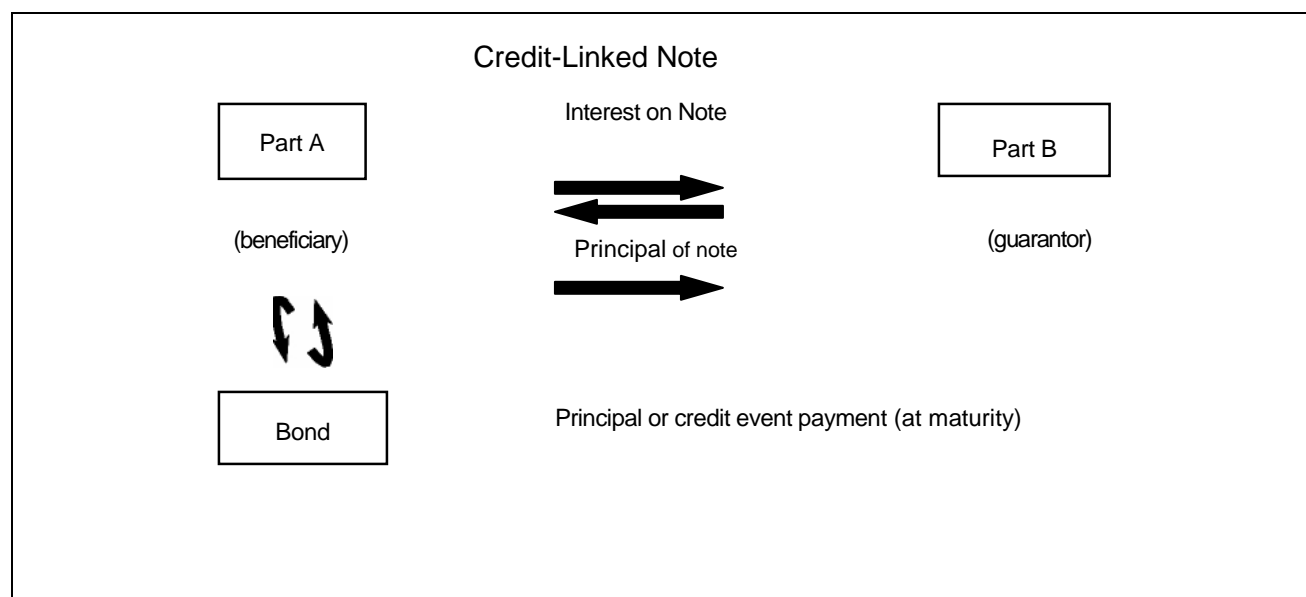 Credit-Linked Note
Interest on Note
Part A
Part B
(beneficiary)
(guarantor)
Principal of note
Principal or credit event payment (at maturity)
Bond